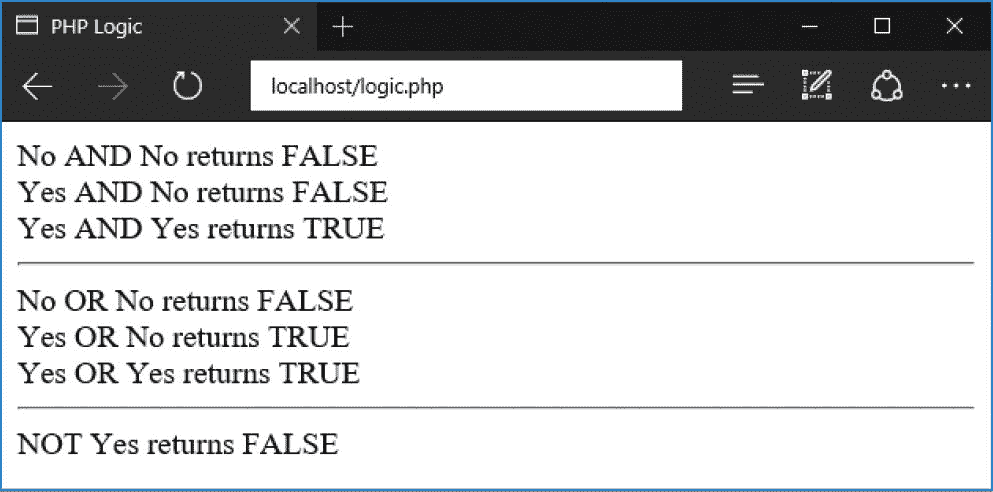 PHP Logic
localhost/logic.php
No AND No returns FALSE
Yes AND No returns FALSE
Yes AND Yes returns TRUE
No OR No returns FALSE
Yes OR No returns TRUE
Yes OR Yes returns TRUE
NOT Yes returns FALSE